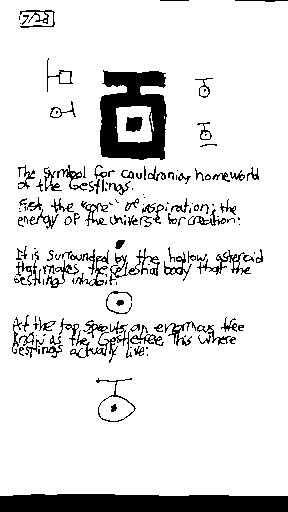 7/28
The symbol for cauldronia, homeworld
of the Gestlings.
First, the "core" of inspiration; the
energy of the universe for creation:
It is surrounded by the hollow asteroid
that makes the celestial body that the
Gestlings inhabit:
At the top, sprouts an enormous tree
known as the Gestletree. This where
Gestlings actually live: